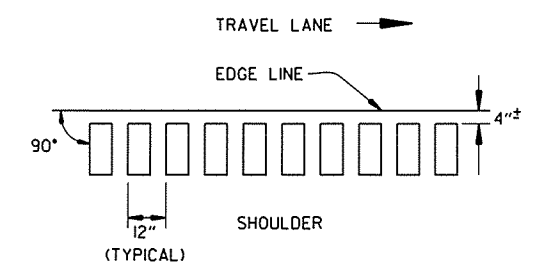 TRAVEL LANE
EDGE LINE
4"±
90°
12"
(TYPICAL)
SHOULDER